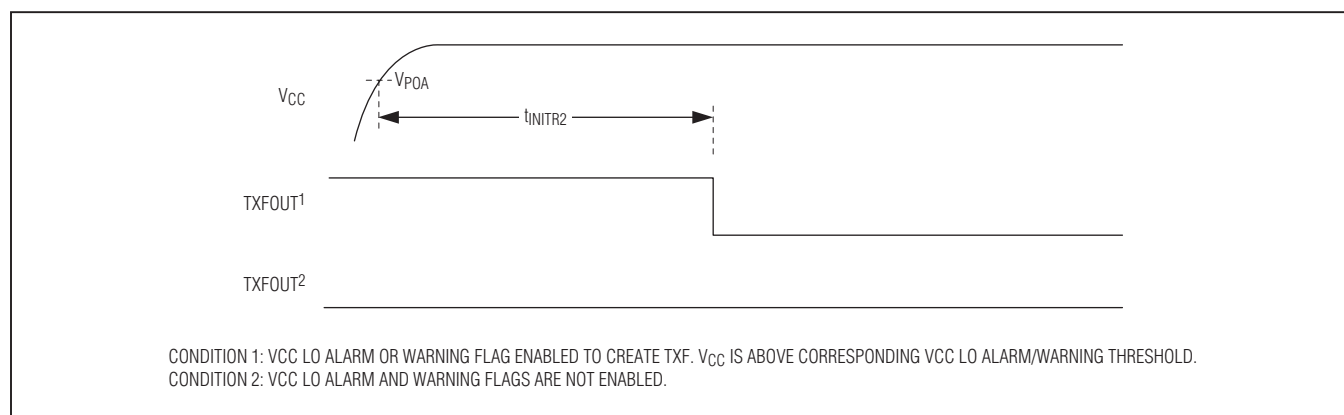 VPOA
VCC
tINITR2
TXFOUT1
TXFOUT2
CONDITION 1: VCC LO ALARM OR WARNING FLAG ENABLED TO CREATE TXF. VCC IS ABOVE CORRESPONDING VCC LO ALARM/WARNING THRESHOLD.
CONDITION 2: VCC LO ALARM AND WARNING FLAGS ARE NOT ENABLED.